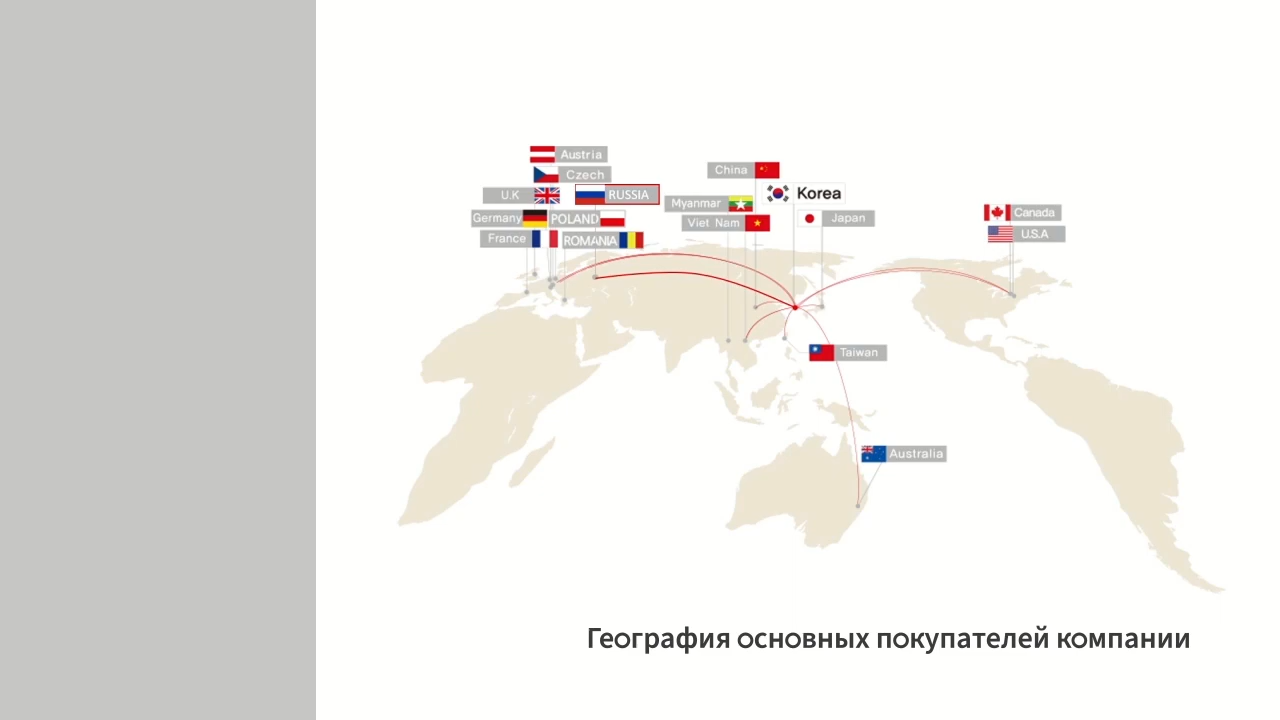 Austria
Czech
U.K
RUSSIA
Germany
POLAND
France
ROMANIA
China
Myanmar
Viet Nam
Korea
Japan
Canada
U.S.A
Taiwan
Australia
География основных покупателей компании